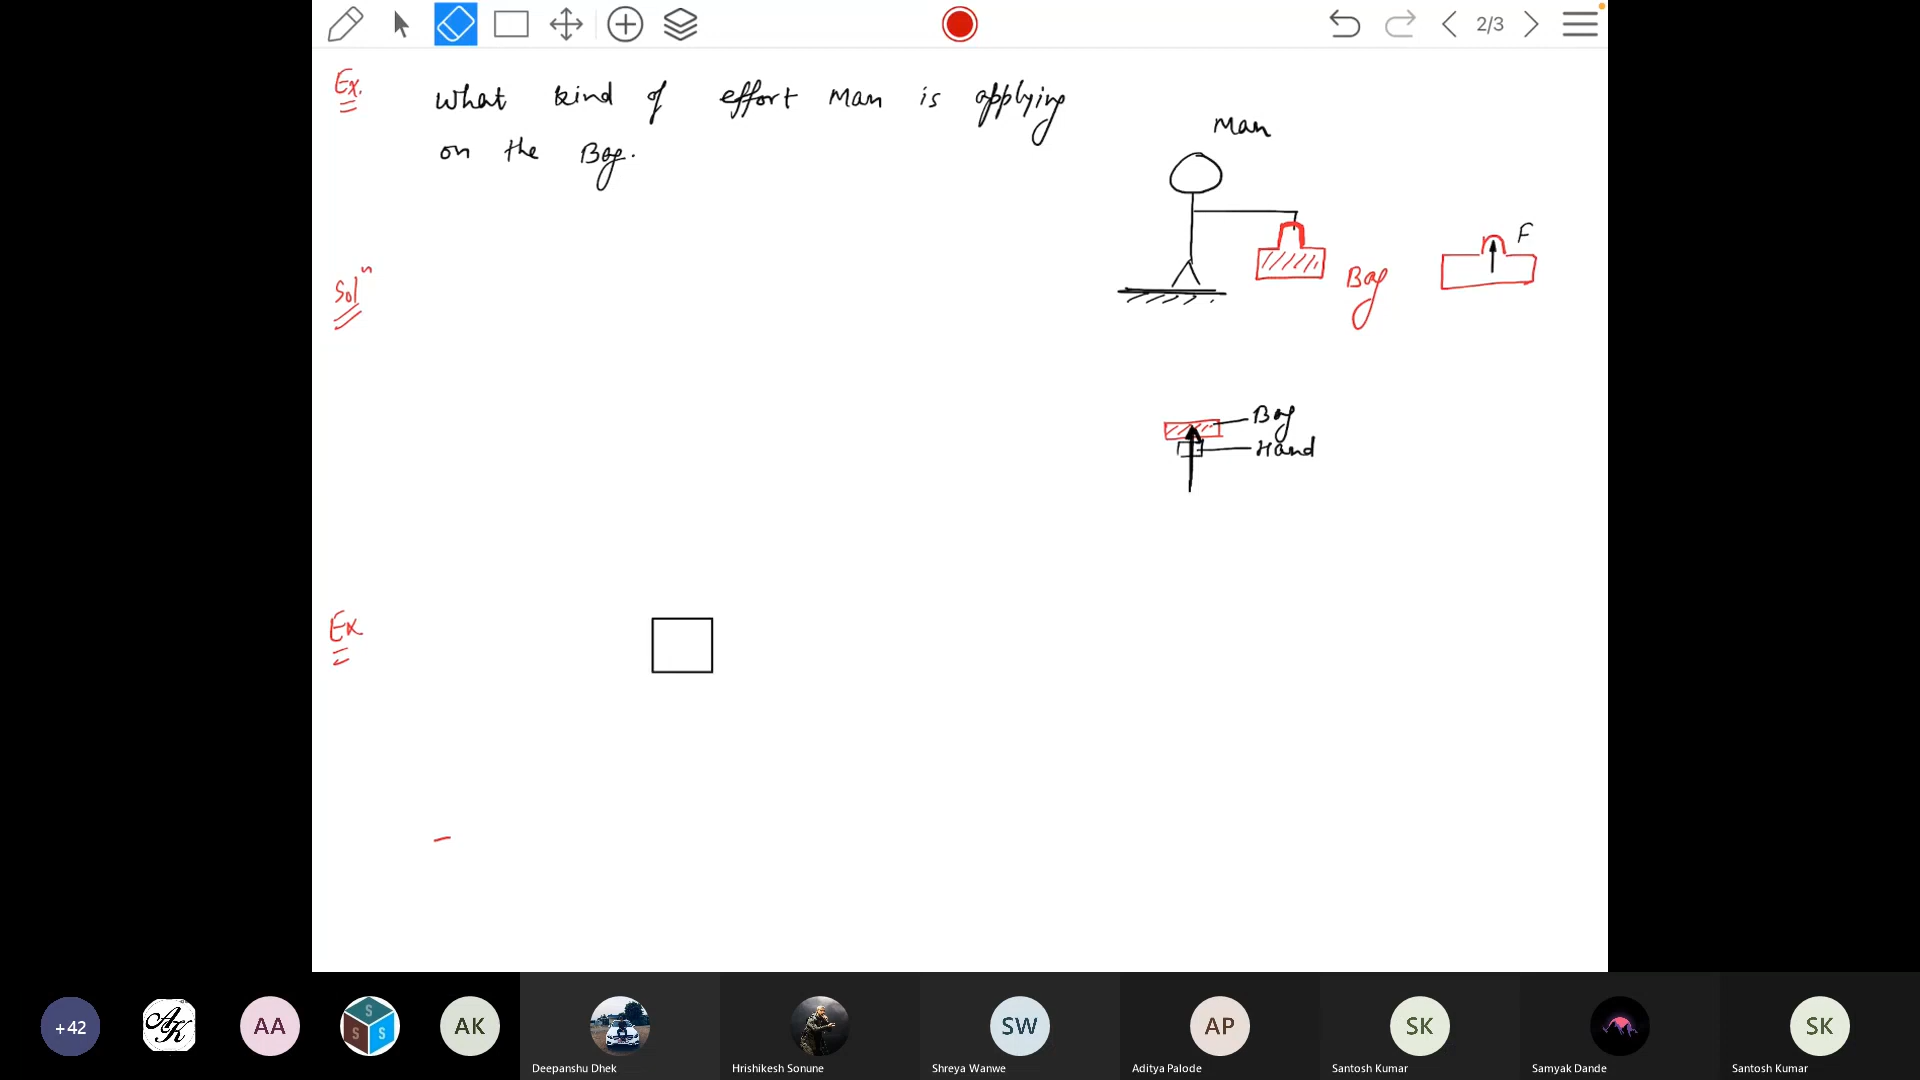 2/3
Ex.
What kind of effort Man is applying
on the Bag.
Man
F
Bag
Solⁿ
Bag
Hand
Ex
+42
AK
AA
S
S S
AK
SW
AP
SK
SK
Deepanshu Dhek
Hrishikesh Sonune
Shreya Wanwe
Aditya Palode
Santosh Kumar
Samyak Dande
Santosh Kumar